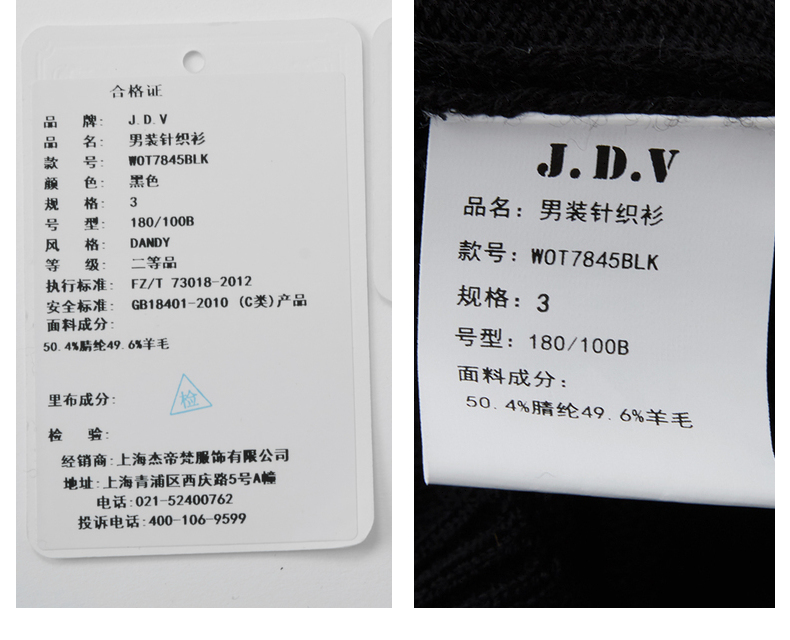 合格证
品 牌: J.D.V
品 名: 男装针织衫
款 号: WOT7845BLK
颜 色: 黑色
规 格: 3
号 型: 180/100B
风 格: DANDY
等 级: 二等品
执行标准: FZ/T 73018-2012
安全标准: GB18401-2010 (C类)产品
面料成分:
50.4%腈纶49.6%羊毛
里布成分:
检
检 验:
经销商:上海杰帝梵服饰有限公司
地址:上海青浦区西庆路5号A幢
电话:021-52400762
投诉电话:400-106-9599
J.D.V
品名: 男装针织衫
款号: WOT7845BLK
规格: 3
号型: 180/100B
面料成分:
50.4%腈纶49.6%羊毛